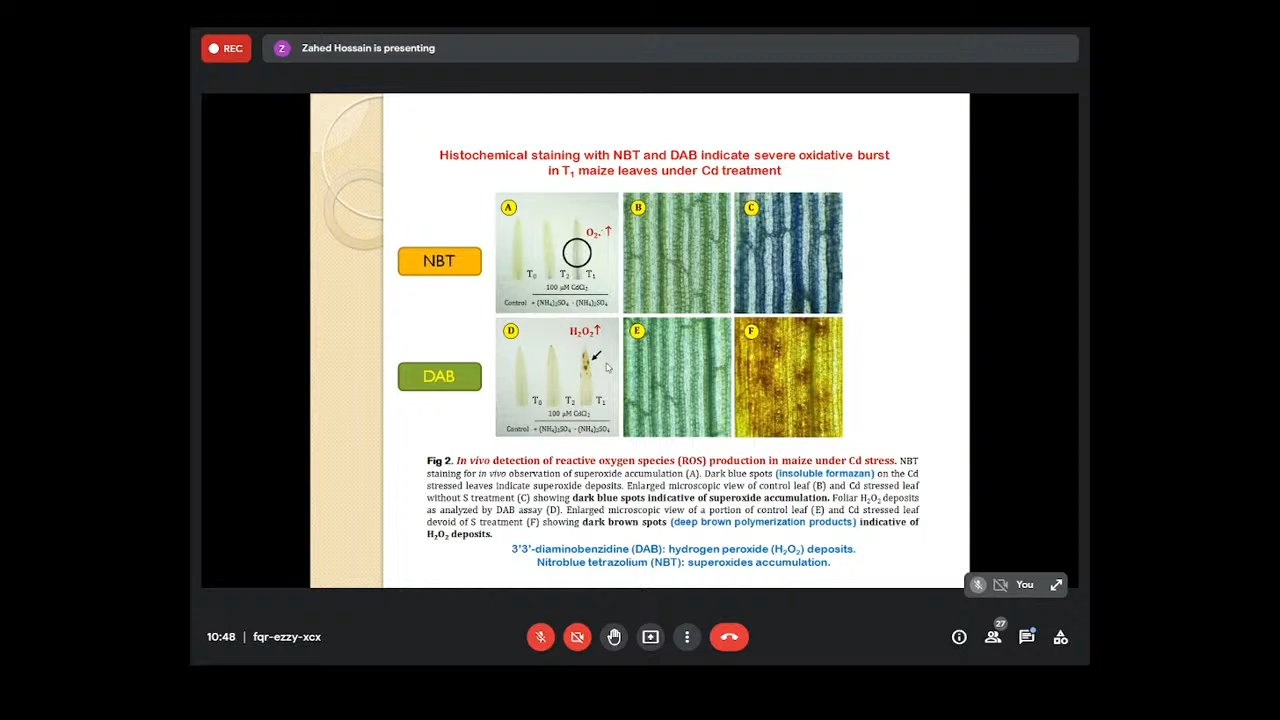 REC
Z Zahed Hossain is presenting
Histochemical staining with NBT and DAB indicate severe oxidative burst
in T₁ maize leaves under Cd treatment
NBT
A
O₂.⁻↑
T₀ T₂ T₁
100 µM CdCl₂
Control + (NH₄)₂SO₄ - (NH₄)₂SO₄
B
C
DAB
D
H₂O₂↑
T₀ T₂ T₁
100 µM CdCl₂
Control + (NH₄)₂SO₄ - (NH₄)₂SO₄
E
F
Fig 2. In vivo detection of reactive oxygen species (ROS) production in maize under Cd stress. NBT
staining for in vivo observation of superoxide accumulation (A). Dark blue spots (insoluble formazan) on the Cd
stressed leaves indicate superoxide deposits. Enlarged microscopic view of control leaf (B) and Cd stressed leaf
without S treatment (C) showing dark blue spots indicative of superoxide accumulation. Foliar H₂O₂ deposits
as analyzed by DAB assay (D). Enlarged microscopic view of a portion of control leaf (E) and Cd stressed leaf
devoid of S treatment (F) showing dark brown spots (deep brown polymerization products) indicative of
H₂O₂ deposits.
3'3'-diaminobenzidine (DAB): hydrogen peroxide (H₂O₂) deposits.
Nitroblue tetrazolium (NBT): superoxides accumulation.
You
10:48 | fqr-ezzy-xcx
27